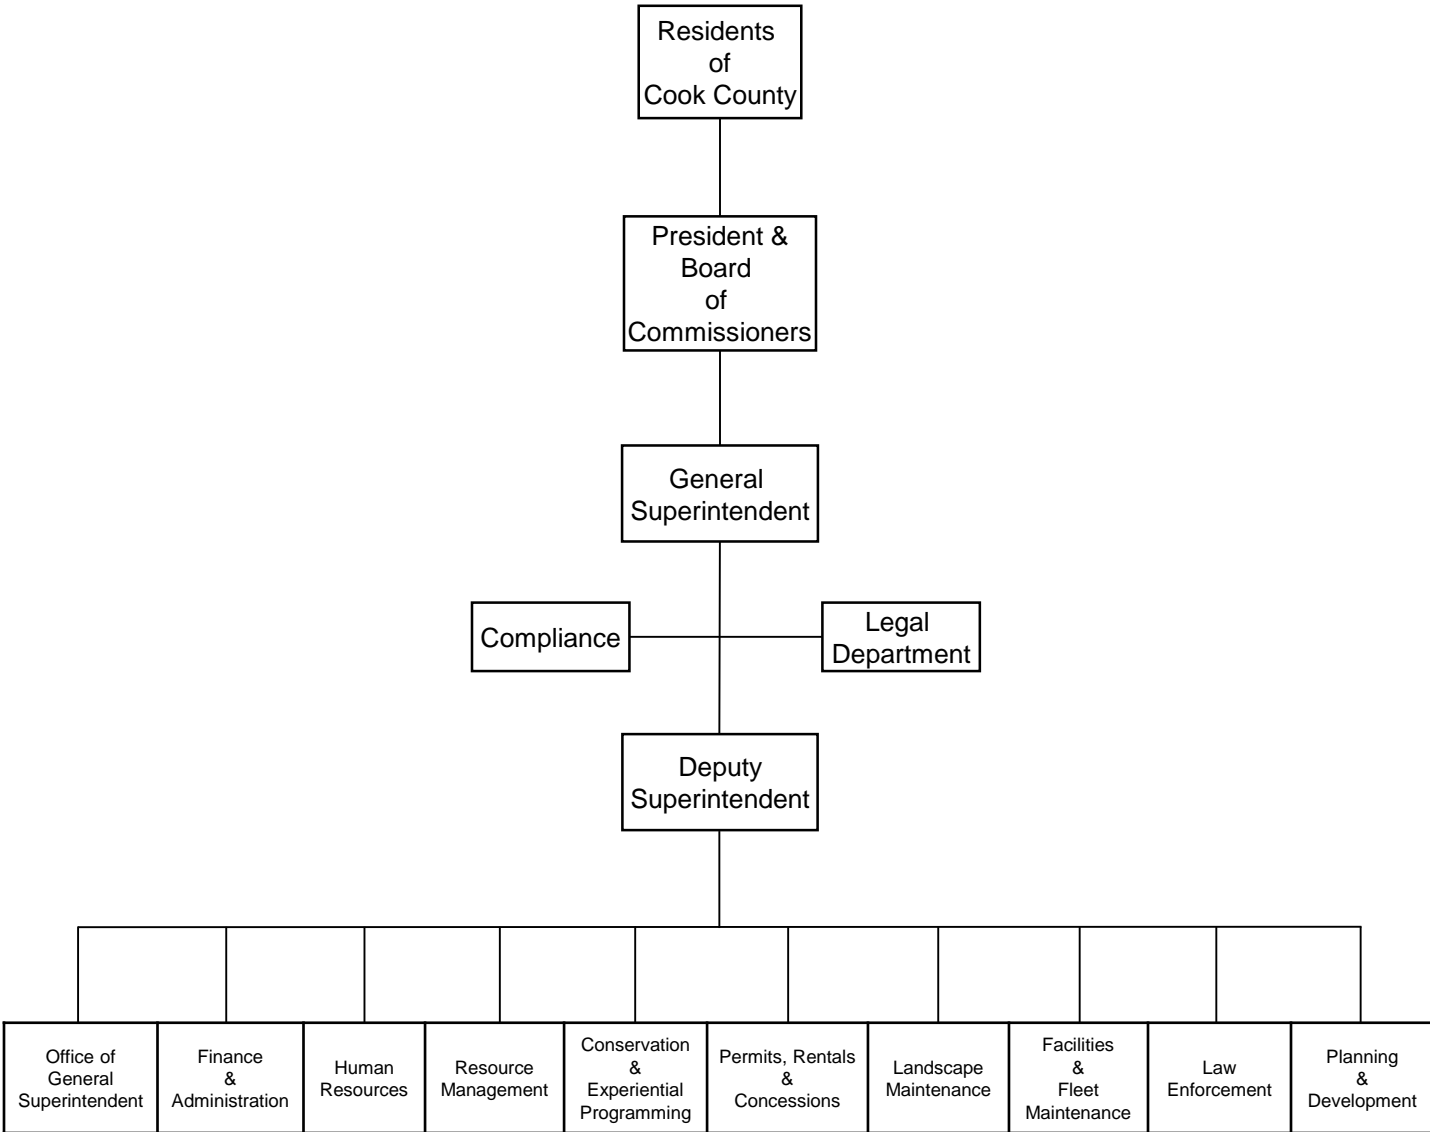 Residents
of
Cook County
President &
Board
of
Commissioners
General
Superintendent
Compliance
Legal
Department
Deputy
Superintendent
Office of
General
Superintendent
Finance
&
Administration
Human
Resources
Resource
Management
Conservation
&
Experiential
Programming
Permits, Rentals
&
Concessions
Landscape
Maintenance
Facilities
&
Fleet
Maintenance
Law
Enforcement
Planning
&
Development